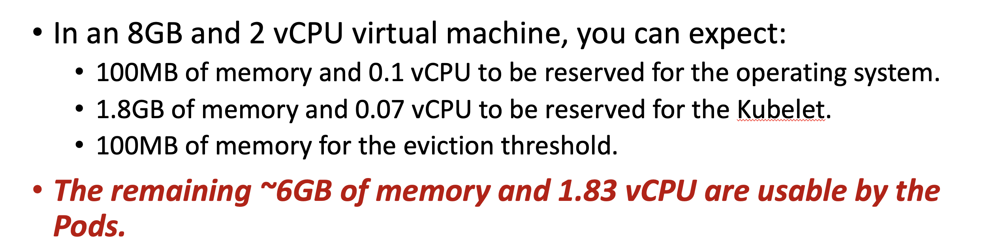 • In an 8GB and 2 vCPU virtual machine, you can expect:
• 100MB of memory and 0.1 vCPU to be reserved for the operating system.
• 1.8GB of memory and 0.07 vCPU to be reserved for the Kubelet.
• 100MB of memory for the eviction threshold.
• The remaining ~6GB of memory and 1.83 vCPU are usable by the
Pods.